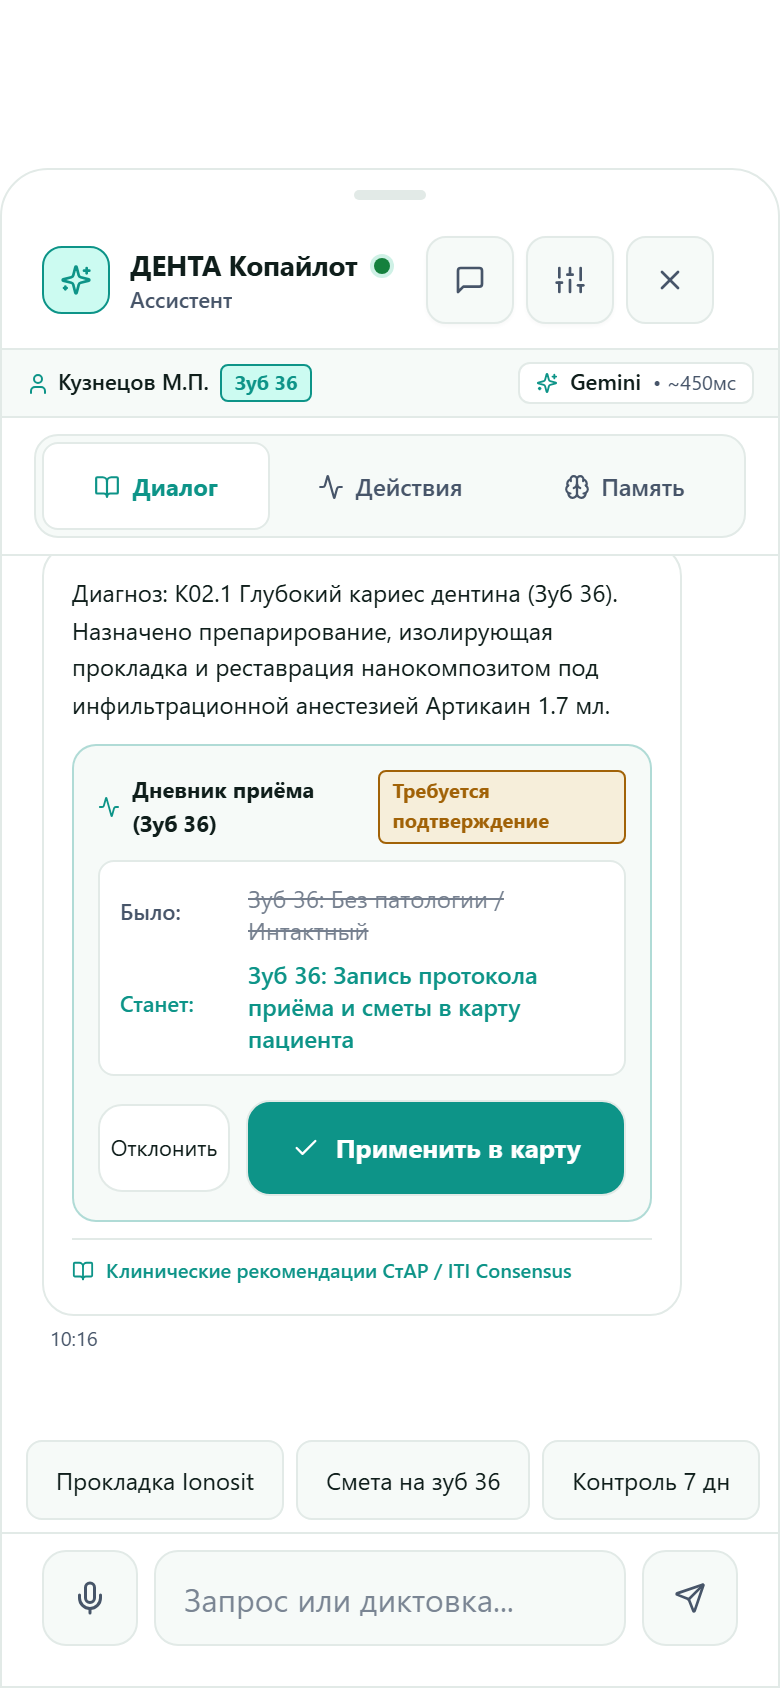 ДЕНТА Копайлот
Ассистент
Кузнецов М.П.
Зуб 36
Gemini • ~450мс
Диалог
Действия
Память
Диагноз: K02.1 Глубокий кариес дентина (Зуб 36).
Назначено препарирование, изолирующая
прокладка и реставрация нанокомпозитом под
инфильтрационной анестезией Артикаин 1.7 мл.
Дневник приёма
(Зуб 36)
Требуется
подтверждение
Было:
Зуб 36: Без патологии /
Интактный
Станет:
Зуб 36: Запись протокола
приёма и сметы в карту
пациента
Отклонить
Применить в карту
Клинические рекомендации СтАР / ITI Consensus
10:16
Прокладка Ionosit
Смета на зуб 36
Контроль 7 дн
Запрос или диктовка...